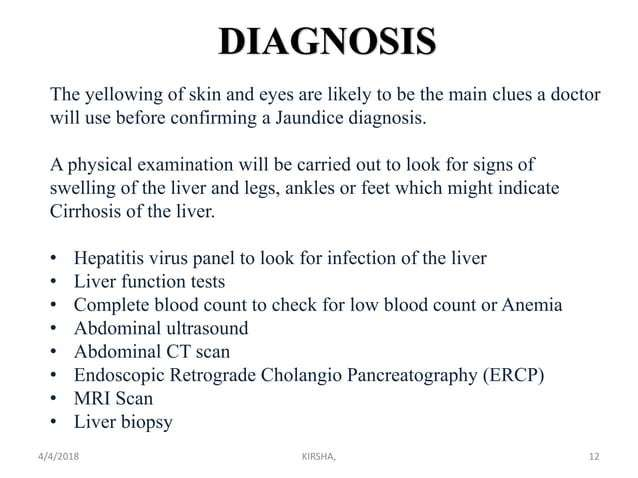 DIAGNOSIS
The yellowing of skin and eyes are likely to be the main clues a doctor
will use before confirming a Jaundice diagnosis.
A physical examination will be carried out to look for signs of
swelling of the liver and legs, ankles or feet which might indicate
Cirrhosis of the liver.
• Hepatitis virus panel to look for infection of the liver
• Liver function tests
• Complete blood count to check for low blood count or Anemia
• Abdominal ultrasound
• Abdominal CT scan
• Endoscopic Retrograde Cholangio Pancreatography (ERCP)
• MRI Scan
• Liver biopsy
4/4/2018 KIRSHA, 12